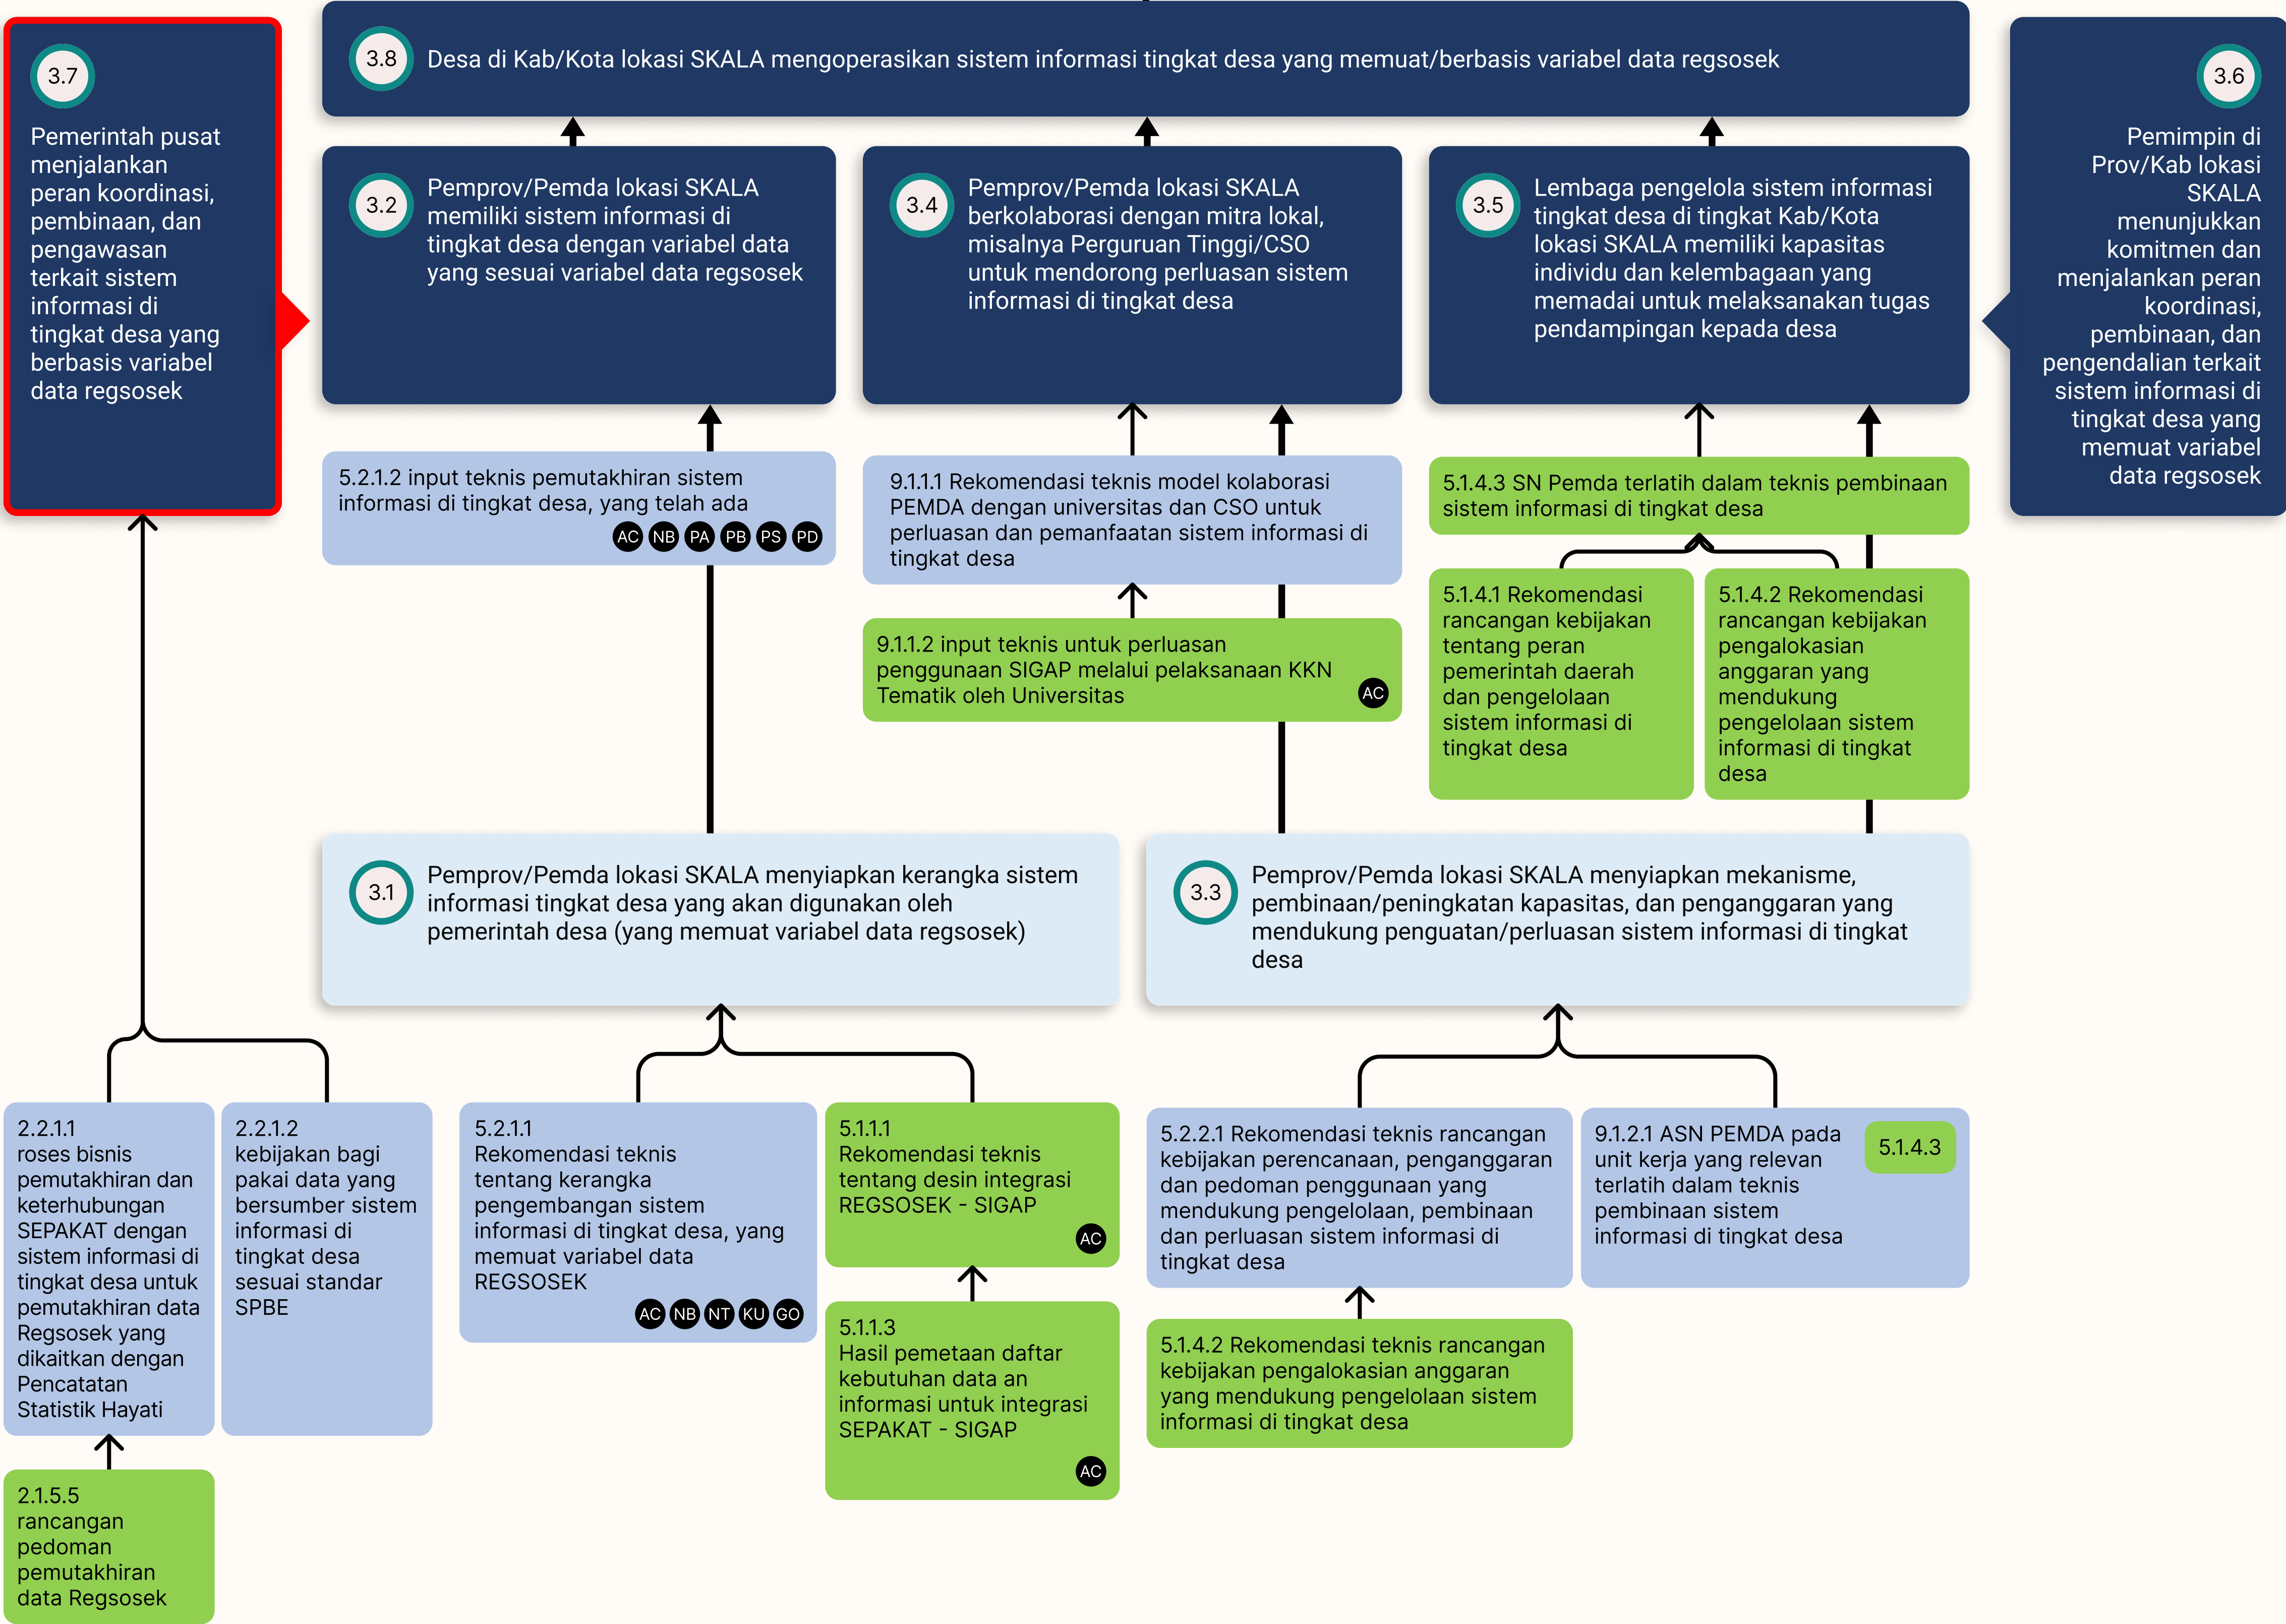 3.7
Pemerintah pusat
menjalankan
peran koordinasi,
pembinaan, dan
pengawasan
terkait sistem
informasi di
tingkat desa yang
berbasis variabel
data regsosek
3.8
Desa di Kab/Kota lokasi SKALA mengoperasikan sistem informasi tingkat desa yang memuat/berbasis variabel data regsosek
3.6
Pemimpin di
Prov/Kab lokasi
SKALA
menunjukkan
komitmen dan
menjalankan peran
koordinasi,
pembinaan, dan
pengendalian terkait
sistem informasi di
tingkat desa yang
memuat variabel
data regsosek
3.2
Pemprov/Pemda lokasi SKALA
memiliki sistem informasi di
tingkat desa dengan variabel data
yang sesuai variabel data regsosek
3.4
Pemprov/Pemda lokasi SKALA
berkolaborasi dengan mitra lokal,
misalnya Perguruan Tinggi/CSO
untuk mendorong perluasan sistem
informasi di tingkat desa
3.5
Lembaga pengelola sistem informasi
tingkat desa di tingkat Kab/Kota
lokasi SKALA memiliki kapasitas
individu dan kelembagaan yang
memadai untuk melaksanakan tugas
pendampingan kepada desa
5.2.1.2 input teknis pemutakhiran sistem
informasi di tingkat desa, yang telah ada
AC NB PA PB PS PD
9.1.1.1 Rekomendasi teknis model kolaborasi
PEMDA dengan universitas dan CSO untuk
perluasan dan pemanfaatan sistem informasi di
tingkat desa
9.1.1.2 input teknis untuk perluasan
penggunaan SIGAP melalui pelaksanaan KKN
Tematik oleh Universitas
AC
5.1.4.3 SN Pemda terlatih dalam teknis pembinaan
sistem informasi di tingkat desa
5.1.4.1 Rekomendasi
rancangan kebijakan
tentang peran
pemerintah daerah
dan pengelolaan
sistem informasi di
tingkat desa
5.1.4.2 Rekomendasi
rancangan kebijakan
pengalokasian
anggaran yang
mendukung
pengelolaan sistem
informasi di tingkat
desa
3.1
Pemprov/Pemda lokasi SKALA menyiapkan kerangka sistem
informasi tingkat desa yang akan digunakan oleh
pemerintah desa (yang memuat variabel data regsosek)
3.3
Pemprov/Pemda lokasi SKALA menyiapkan mekanisme,
pembinaan/peningkatan kapasitas, dan penganggaran yang
mendukung penguatan/perluasan sistem informasi di tingkat
desa
2.2.1.1
roses bisnis
pemutakhiran dan
keterhubungan
SEPAKAT dengan
sistem informasi di
tingkat desa untuk
pemutakhiran data
Regsosek yang
dikaitkan dengan
Pencatatan
Statistik Hayati
2.2.1.2
kebijakan bagi
pakai data yang
bersumber sistem
informasi di
tingkat desa
sesuai standar
SPBE
5.2.1.1
Rekomendasi teknis
tentang kerangka
pengembangan sistem
informasi di tingkat desa, yang
memuat variabel data
REGSOSEK
AC NB NT KU GO
5.1.1.1
Rekomendasi teknis
tentang desin integrasi
REGSOSEK - SIGAP
AC
5.1.1.3
Hasil pemetaan daftar
kebutuhan data an
informasi untuk integrasi
SEPAKAT - SIGAP
AC
5.2.2.1 Rekomendasi teknis rancangan
kebijakan perencanaan, penganggaran
dan pedoman penggunaan yang
mendukung pengelolaan, pembinaan
dan perluasan sistem informasi di
tingkat desa
9.1.2.1 ASN PEMDA pada
unit kerja yang relevan
terlatih dalam teknis
pembinaan sistem
informasi di tingkat desa
5.1.4.3
5.1.4.2 Rekomendasi teknis rancangan
kebijakan pengalokasian anggaran
yang mendukung pengelolaan sistem
informasi di tingkat desa
2.1.5.5
rancangan
pedoman
pemutakhiran
data Regsosek